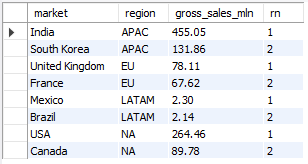 market region gross_sales_mln rn
India APAC 455.05 1
South Korea APAC 131.86 2
United Kingdom EU 78.11 1
France EU 67.62 2
Mexico LATAM 2.30 1
Brazil LATAM 2.14 2
USA NA 264.46 1
Canada NA 89.78 2